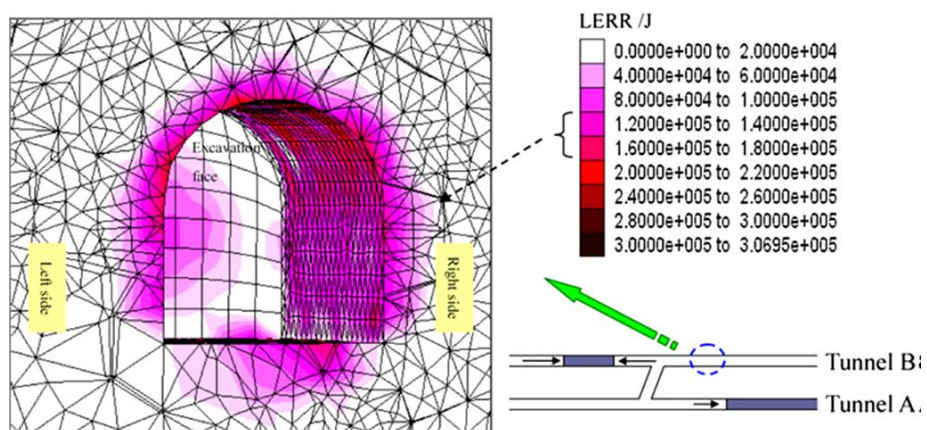 LERR /J
0.0000e+000 to 2.0000e+004
4.0000e+004 to 6.0000e+004
8.0000e+004 to 1.0000e+005
1.2000e+005 to 1.4000e+005
1.6000e+005 to 1.8000e+005
2.0000e+005 to 2.2000e+005
2.4000e+005 to 2.6000e+005
2.8000e+005 to 3.0000e+005
3.0000e+005 to 3.0695e+005
Excavation
face
Left side
Right side
Tunnel B
Tunnel A